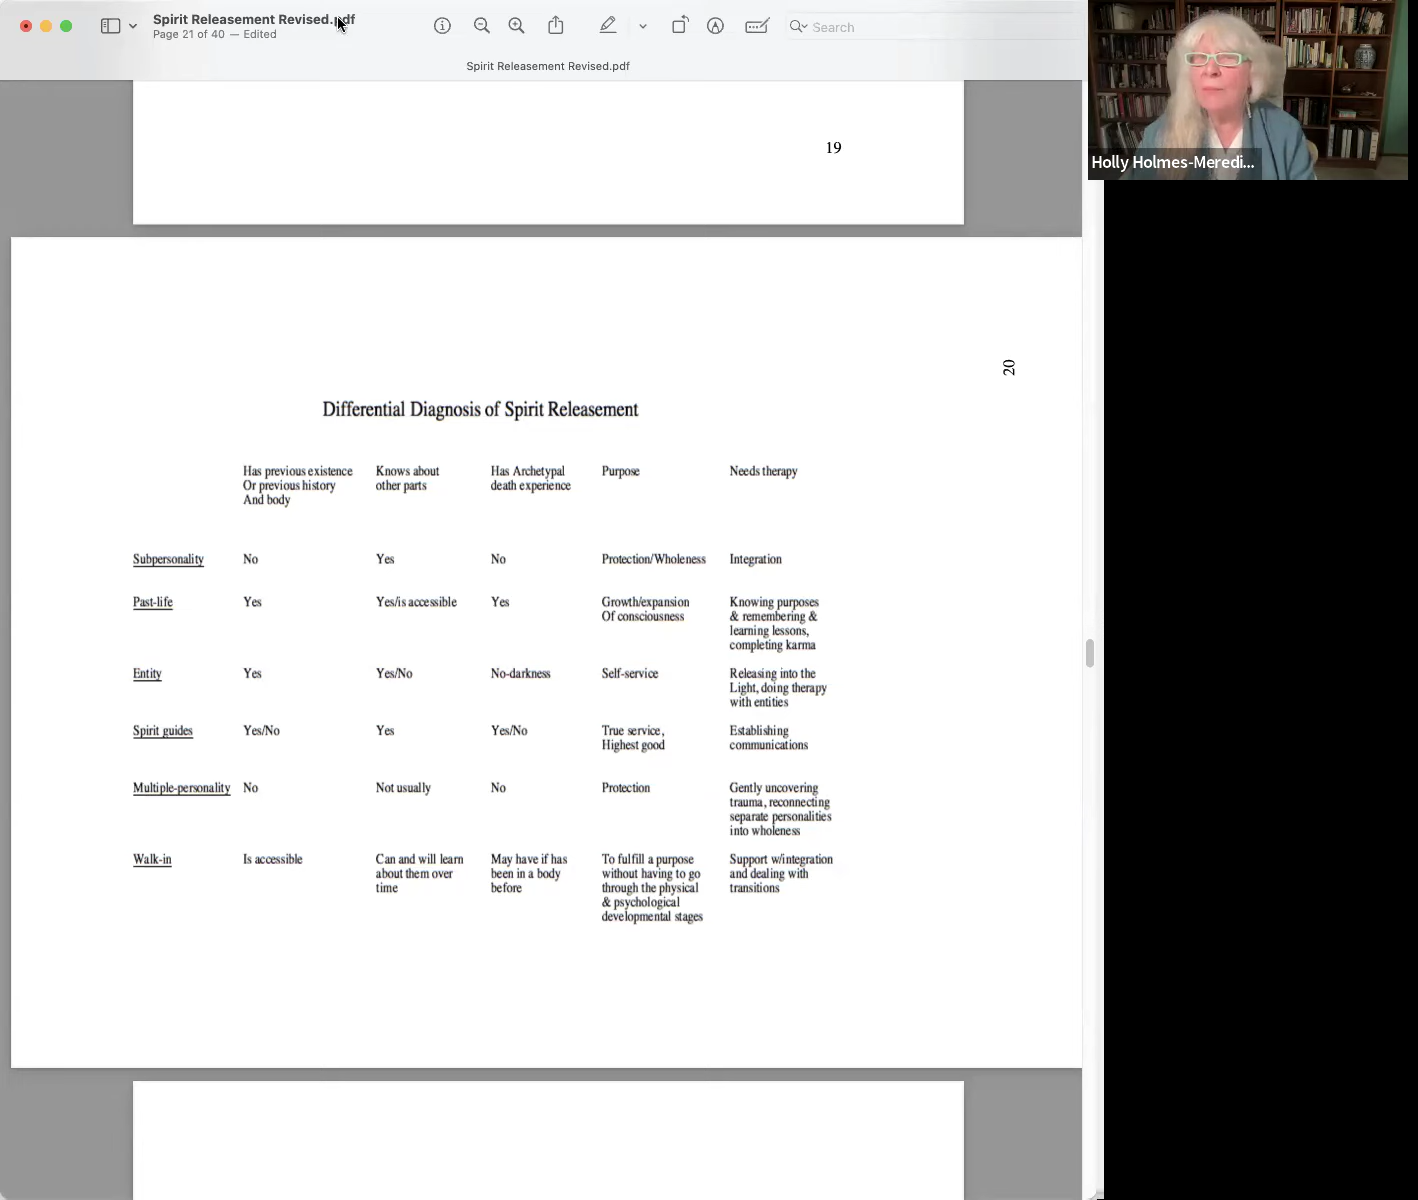 Spirit Releasement Revised.pdf
Page 21 of 40 — Edited
Search
Spirit Releasement Revised.pdf
Holly Holmes-Meredi...
19
20
Differential Diagnosis of Spirit Releasement
Has previous existence Knows about Has Archetypal Purpose Needs therapy
Or previous history other parts death experience
And body
Subpersonality No Yes No Protection/Wholeness Integration
Past-life Yes Yes/is accessible Yes Growth/expansion Knowing purposes
Of consciousness & remembering &
learning lessons,
completing karma
Entity Yes Yes/No No-darkness Self-service Releasing into the
Light, doing therapy
with entities
Spirit guides Yes/No Yes Yes/No True service, Establishing
Highest good communications
Multiple-personality No Not usually No Protection Gently uncovering
trauma, reconnecting
separate personalities
into wholeness
Walk-in Is accessible Can and will learn May have if has To fulfill a purpose Support w/integration
about them over been in a body without having to go and dealing with
time before through the physical transitions
& psychological
developmental stages